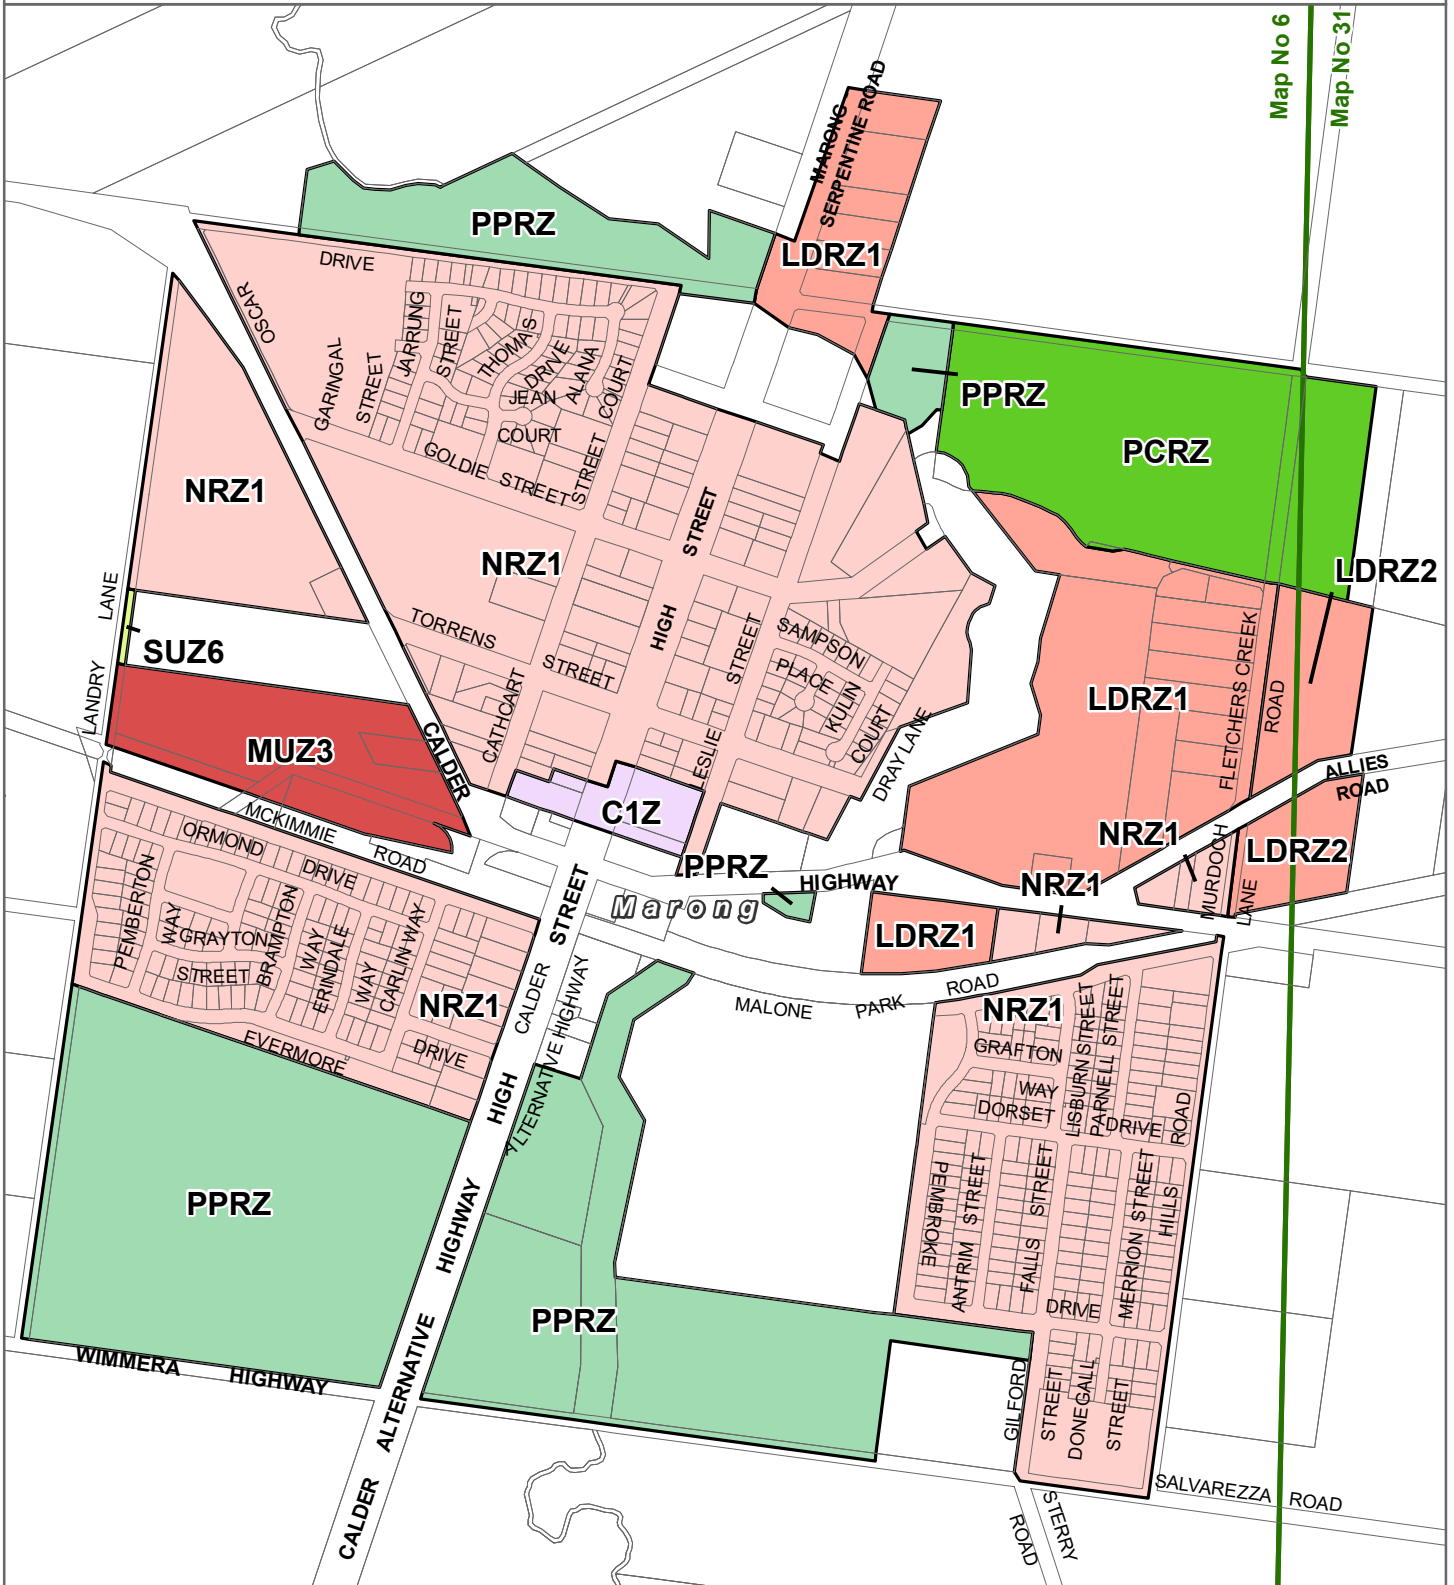 Map No 6
Map No 31
MARONG
SERPENTINE ROAD
PPRZ
LDRZ1
DRIVE
OSCAR
JARRUNG
STREET
THOMAS
DRIVE
ALANA
COURT
GARINGAL
STREET
JEAN
COURT
GOLDIE
STREET
STREET
PPRZ
PCRZ
NRZ1
NRZ1
STREET
HIGH
LDRZ2
LANE
SUZ6
LANDRY
TORRENS
STREET
CATHCART
STREET
LESLIE
SAMPSON
PLACE
KULIN
COURT
DRAY LANE
LDRZ1
FLETCHERS CREEK
ROAD
MUZ3
CALDER
C1Z
ALLIES
ROAD
MCKIMMIE
ROAD
ORMOND
DRIVE
PPRZ
HIGHWAY
NRZ1
NRZ1
MURDOCH
LANE
LDRZ2
Marong
LDRZ1
PEMBERTON
WAY
GRAYTON
STREET
BRAMPTON
WAY
ERINDALE
WAY
CARLIN WAY
NRZ1
STREET
HIGH
CALDER
ALTERNATIVE HIGHWAY
EVERMORE
DRIVE
MALONE
PARK
ROAD
NRZ1
GRAFTON
WAY
DORSET
DRIVE
LISBURN STREET
PARNELL STREET
ROAD
HILLS
PEMBROKE
STREET
ANTRIM
STREET
FALLS
MERRION STREET
DRIVE
PPRZ
PPRZ
WIMMERA
HIGHWAY
CALDER
ALTERNATIVE
HIGHWAY
GILFORD
STREET
DONEGALL
STREET
SALVAREZZA
ROAD
STERRY
ROAD